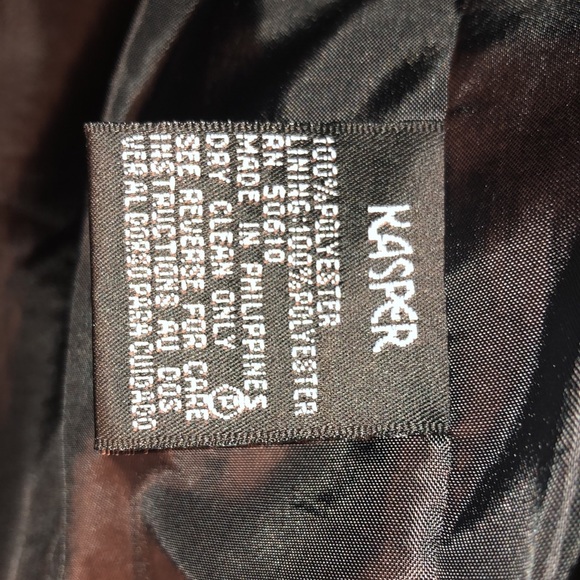 KASPER
100% POLYESTER
LINING:100% POLYESTER
RN 50610
MADE IN PHILIPPINES
DRY CLEAN ONLY Ⓟ
SEE REVERSE FOR CARE
INSTRUCTIONS AU DOS
VER AL DORSO PARA CUIDADO